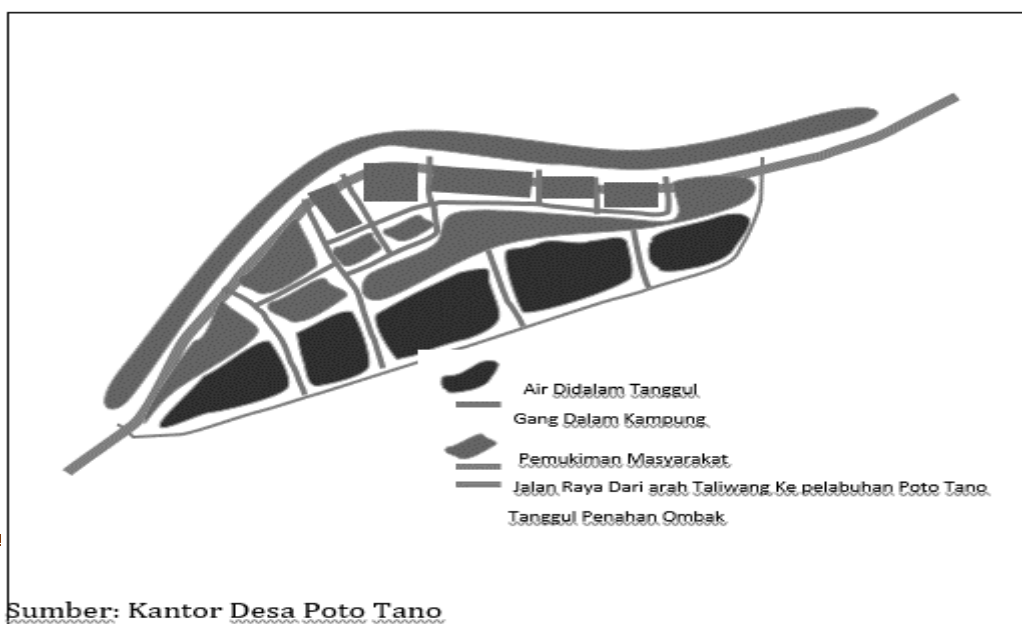 Air Didalam Tanggul
Gang Dalam Kampung
Pemukiman Masyarakat
Jalan Raya Dari arah Taliwang Ke pelabuhan Poto Tano
Tanggul Penahan Ombak
Sumber: Kantor Desa Poto Tano